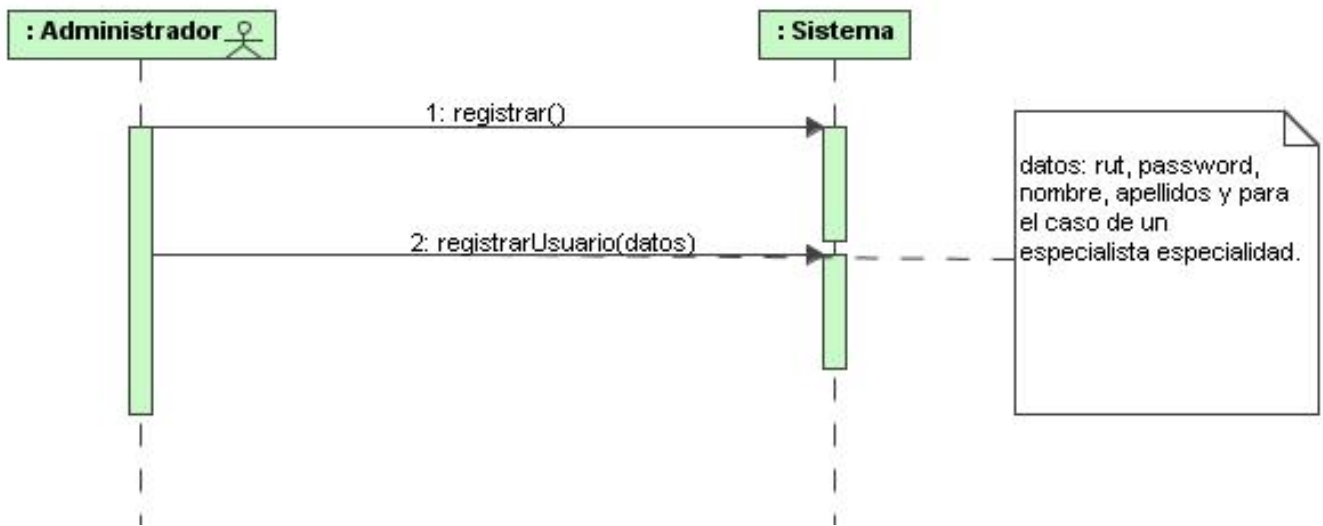 : Administrador
: Sistema
1: registrar()
2: registrarUsuario(datos)
datos: rut, password,
nombre, apellidos y para
el caso de un
especialista especialidad.